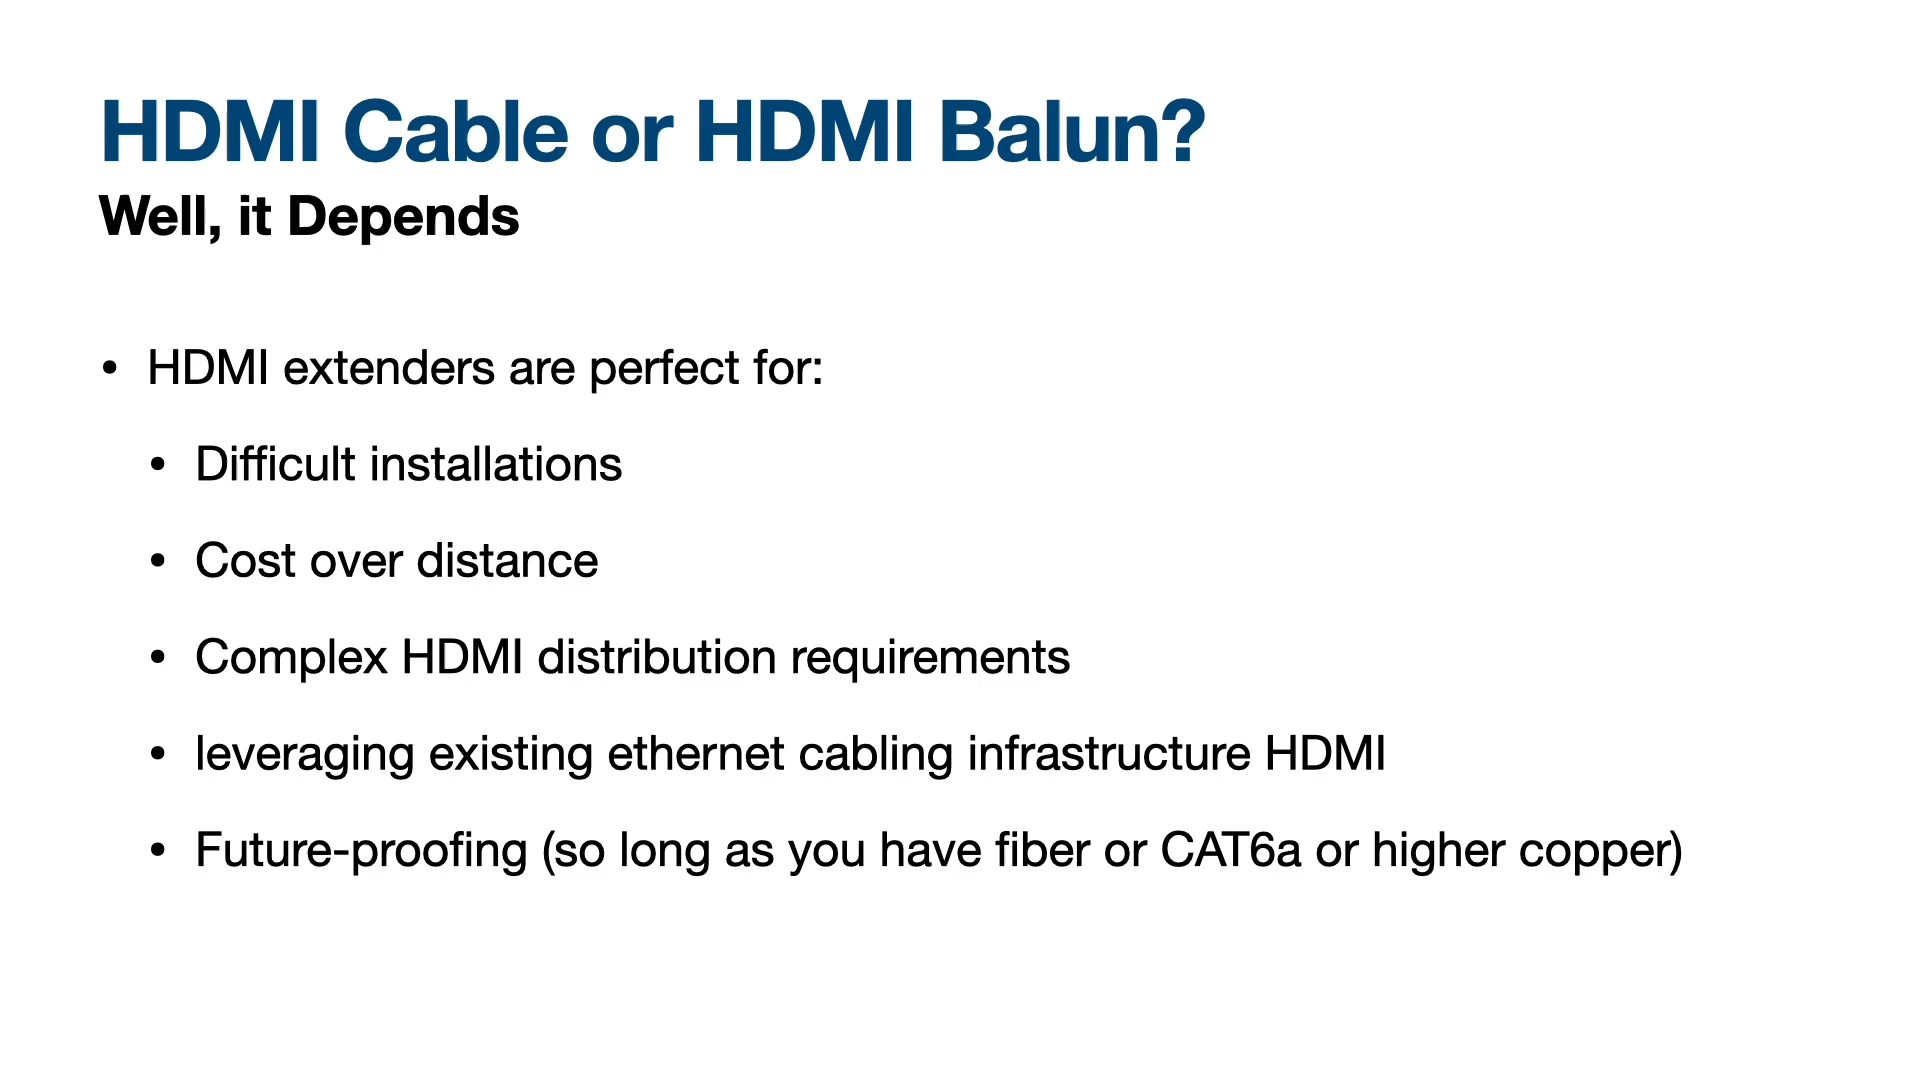 HDMI Cable or HDMI Balun?
Well, it Depends
• HDMI extenders are perfect for:
• Difficult installations
• Cost over distance
• Complex HDMI distribution requirements
• leveraging existing ethernet cabling infrastructure HDMI
• Future-proofing (so long as you have fiber or CAT6a or higher copper)